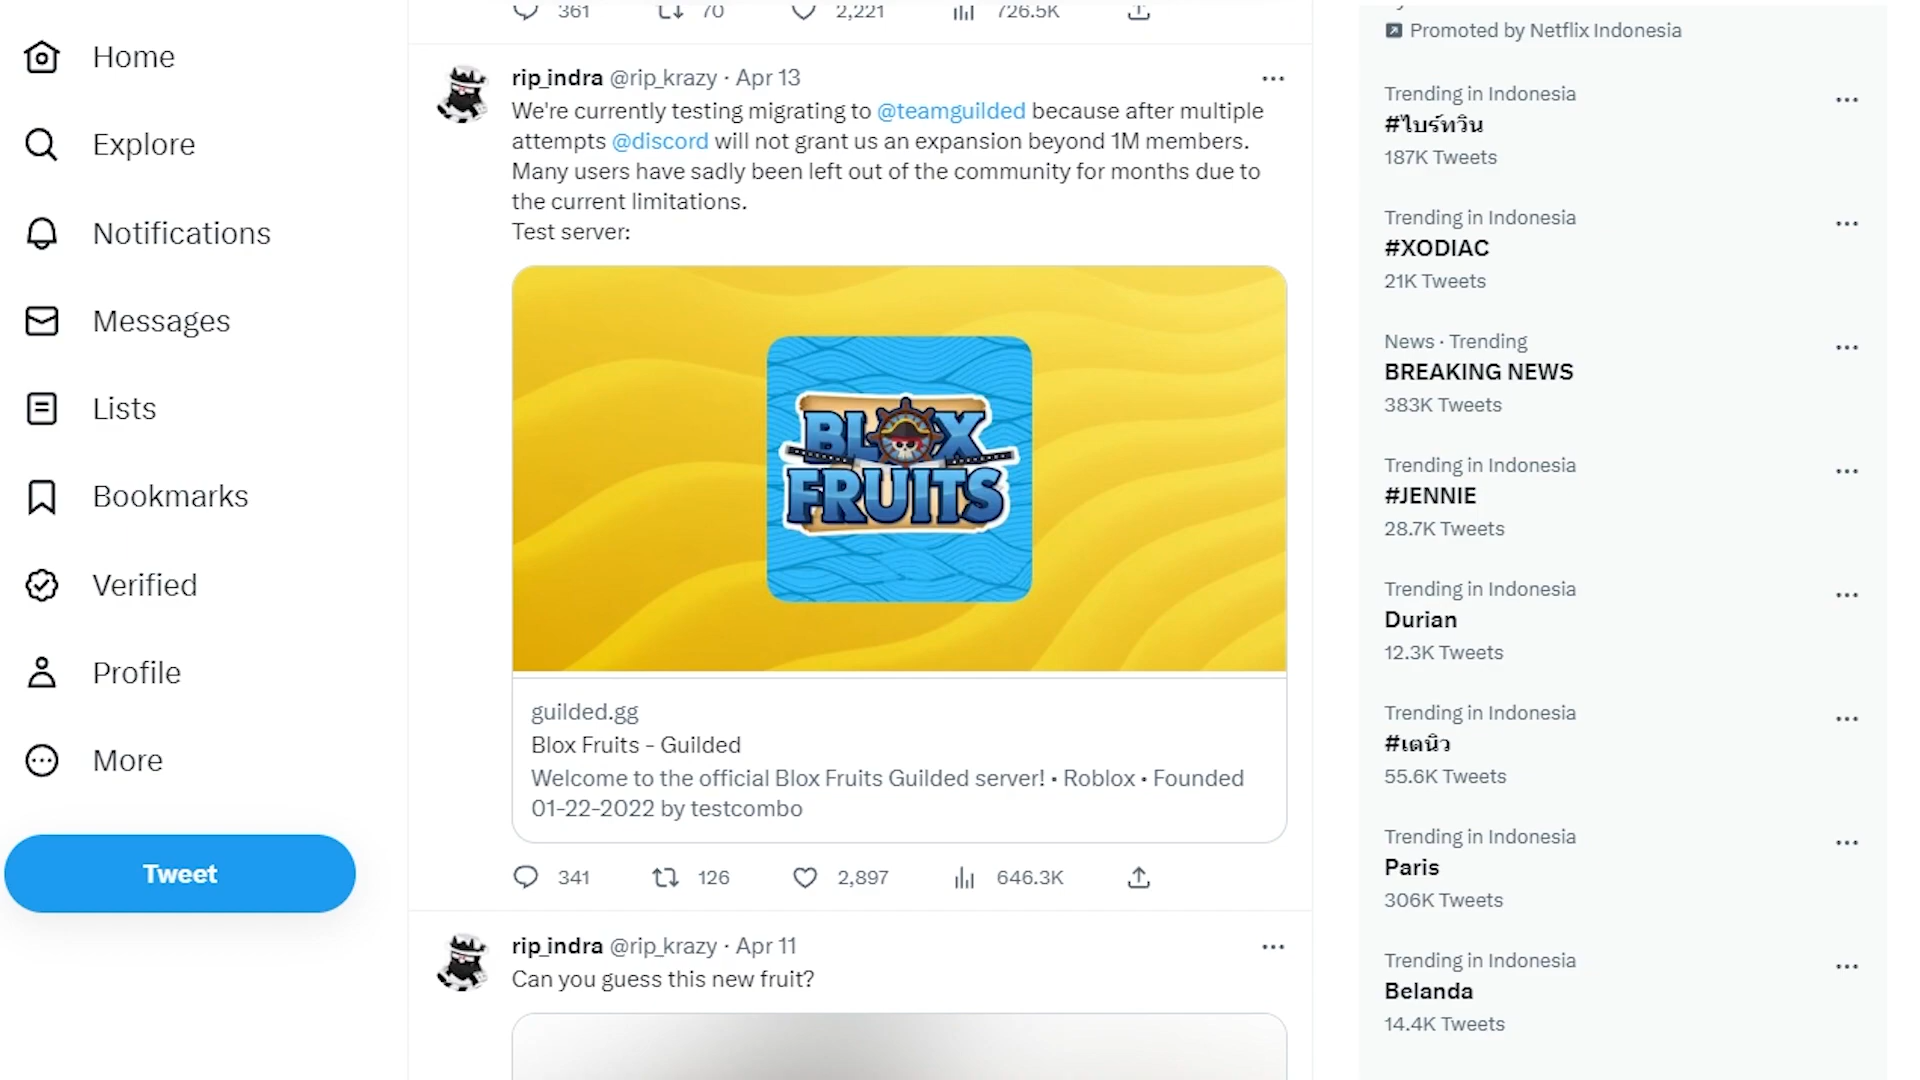 Home
Explore
Notifications
Messages
Lists
Bookmarks
Verified
Profile
More
Tweet
361 70 2,221 726.5K
rip_indra @rip_krazy · Apr 13
We're currently testing migrating to @teamguilded because after multiple
attempts @discord will not grant us an expansion beyond 1M members.
Many users have sadly been left out of the community for months due to
the current limitations.
Test server:
BLOX
FRUITS
guilded.gg
Blox Fruits - Guilded
Welcome to the official Blox Fruits Guilded server! • Roblox • Founded
01-22-2022 by testcombo
341 126 2,897 646.3K
rip_indra @rip_krazy · Apr 11
Can you guess this new fruit?
Promoted by Netflix Indonesia
Trending in Indonesia
#ไบร์ทวิน
187K Tweets
Trending in Indonesia
#XODIAC
21K Tweets
News · Trending
BREAKING NEWS
383K Tweets
Trending in Indonesia
#JENNIE
28.7K Tweets
Trending in Indonesia
Durian
12.3K Tweets
Trending in Indonesia
#เตนิว
55.6K Tweets
Trending in Indonesia
Paris
306K Tweets
Trending in Indonesia
Belanda
14.4K Tweets